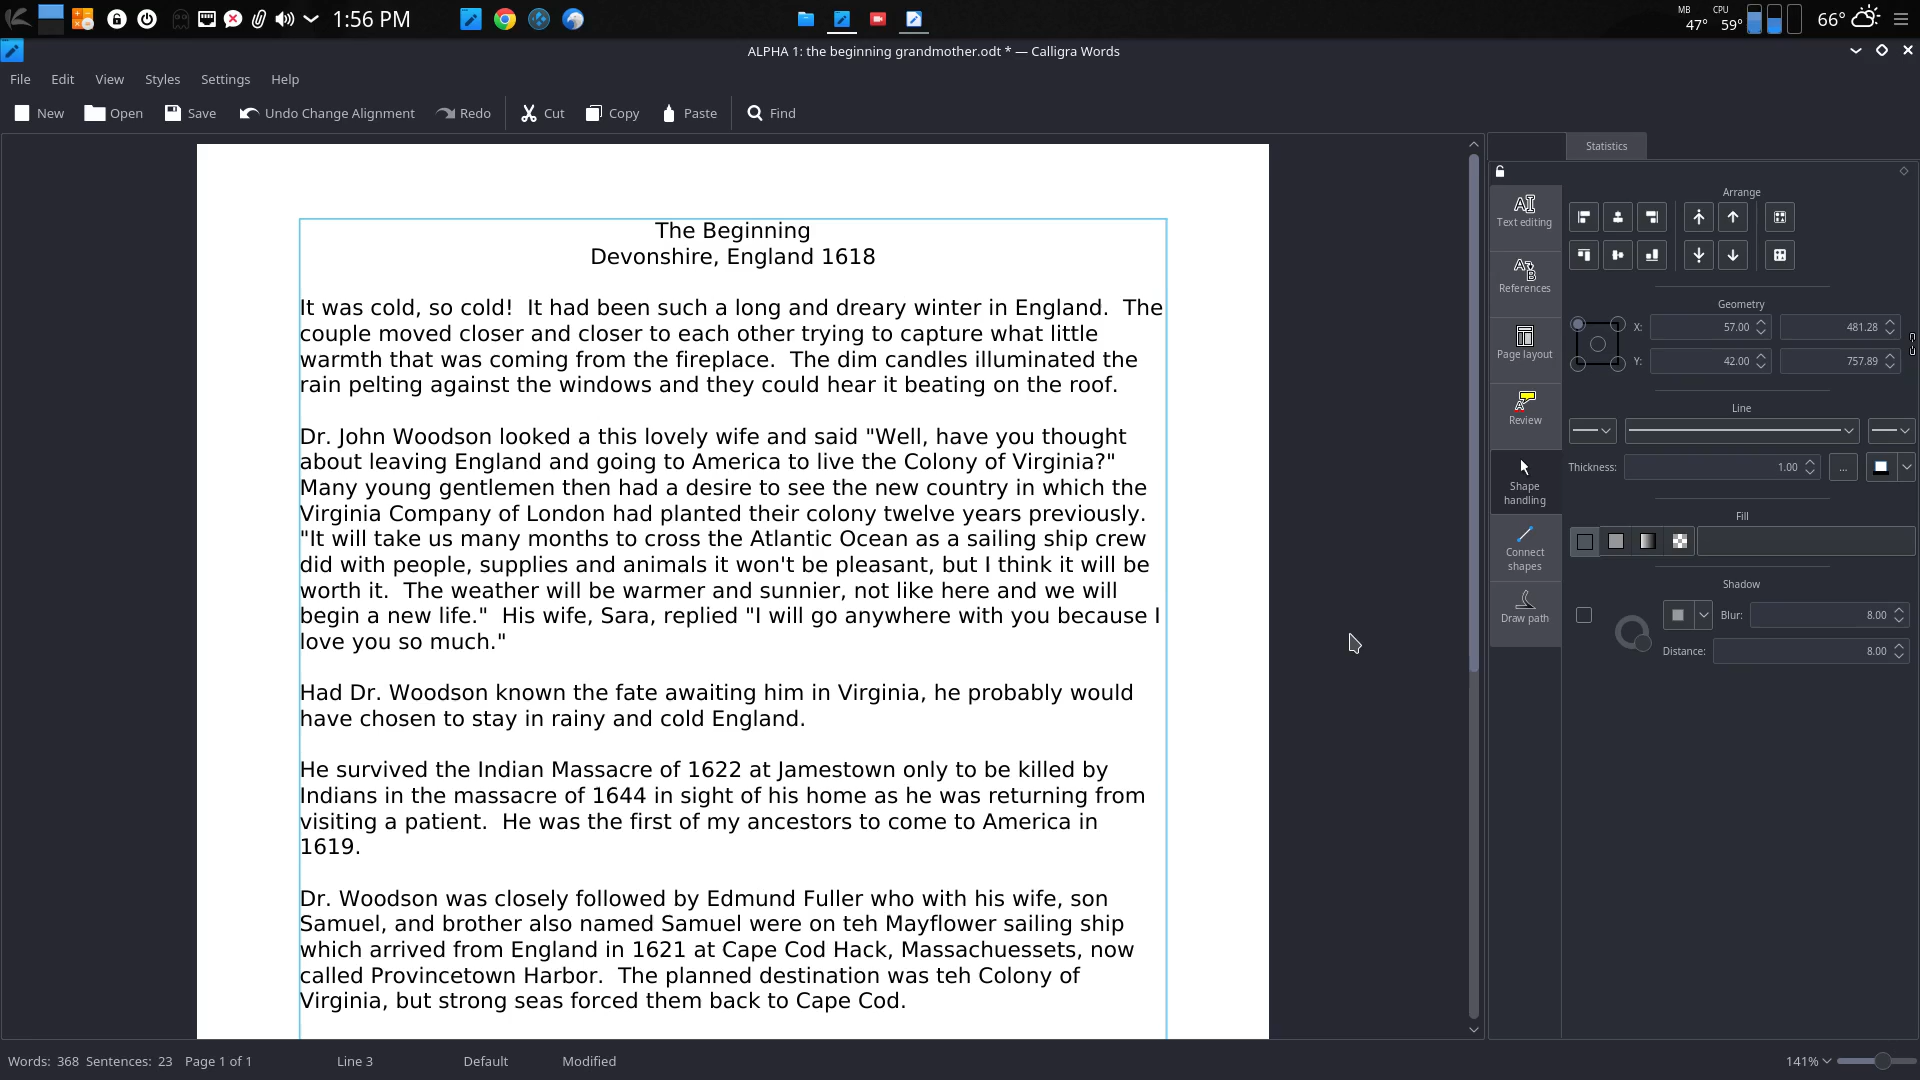 1:56 PM
MB
47°
CPU
59°
66°
ALPHA 1: the beginning grandmother.odt * — Calligra Words
File Edit View Styles Settings Help
New Open Save Undo Change Alignment Redo Cut Copy Paste Find
The Beginning
Devonshire, England 1618
It was cold, so cold!  It had been such a long and dreary winter in England.  The
couple moved closer and closer to each other trying to capture what little
warmth that was coming from the fireplace.  The dim candles illuminated the
rain pelting against the windows and they could hear it beating on the roof.
Dr. John Woodson looked a this lovely wife and said "Well, have you thought
about leaving England and going to America to live the Colony of Virginia?"
Many young gentlemen then had a desire to see the new country in which the
Virginia Company of London had planted their colony twelve years previously.
"It will take us many months to cross the Atlantic Ocean as a sailing ship crew
did with people, supplies and animals it won't be pleasant, but I think it will be
worth it.  The weather will be warmer and sunnier, not like here and we will
begin a new life."  His wife, Sara, replied "I will go anywhere with you because I
love you so much."
Had Dr. Woodson known the fate awaiting him in Virginia, he probably would
have chosen to stay in rainy and cold England.
He survived the Indian Massacre of 1622 at Jamestown only to be killed by
Indians in the massacre of 1644 in sight of his home as he was returning from
visiting a patient.  He was the first of my ancestors to come to America in
1619.
Dr. Woodson was closely followed by Edmund Fuller who with his wife, son
Samuel, and brother also named Samuel were on teh Mayflower sailing ship
which arrived from England in 1621 at Cape Cod Hack, Massachuessets, now
called Provincetown Harbor.  The planned destination was teh Colony of
Virginia, but strong seas forced them back to Cape Cod.
Statistics
Text editing
References
Page layout
Review
Shape
handling
Connect
shapes
Draw path
Arrange
Geometry
X: 57.00 481.28
Y: 42.00 757.89
Line
Thickness: 1.00 ...
Fill
Shadow
Blur: 8.00
Distance: 8.00
Words: 368 Sentences: 23 Page 1 of 1 Line 3 Default Modified 141%